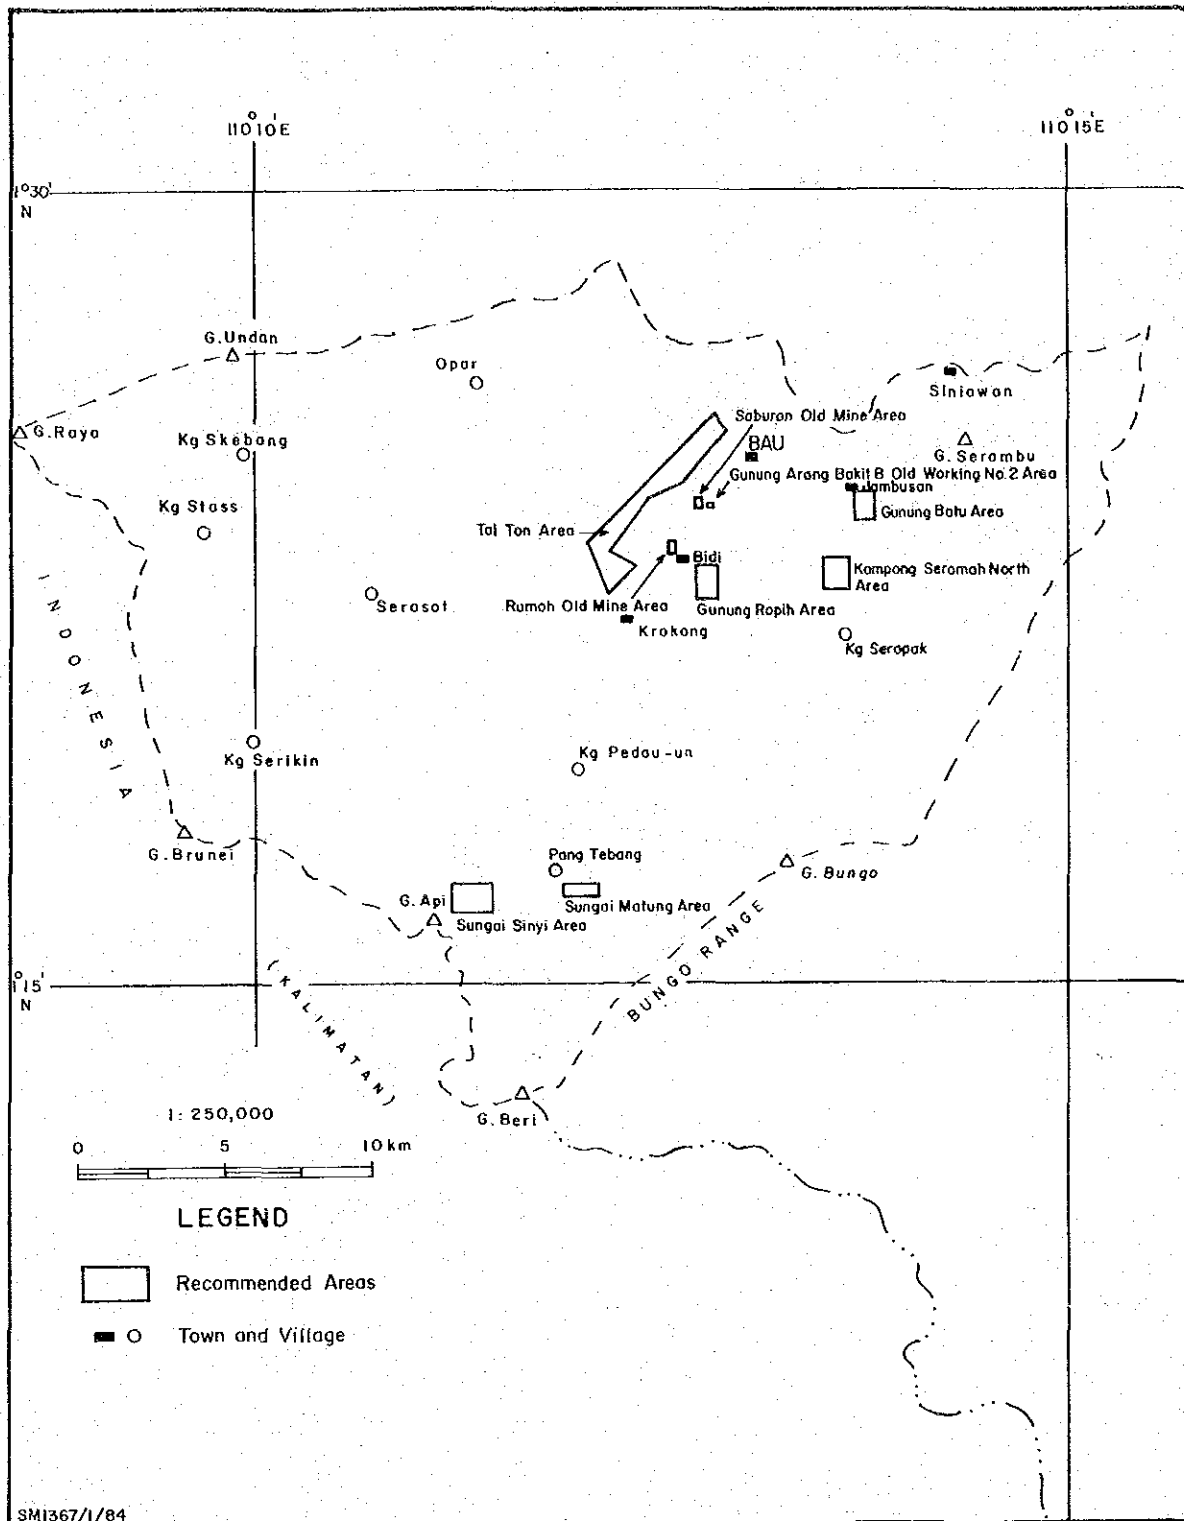 110°10'E
110°15'E
1°30'
N
G. Undan
Opar
Saburan Old Mine Area
Siniawan
G. Raya
BAU
G. Serambu
Kg Skebang
Gunung Arang Bakit B Old Working No. 2 Area
Jambusan
Gunung Batu Area
Kg Stass
Tai Ton Area
Bidi
Kampong Seramah North
Area
INDONESIA
Serasot
Rumoh Old Mine Area
Gunung Ropih Area
Krokong
Kg Seropak
Kg Serikin
Kg Pedau-un
G. Brunei
Pang Tebang
G. Bungo
G. Api
Sungai Matung Area
Sungai Sinyi Area
BUNGO RANGE
1°15'
N
(KALIMATAN)
1: 250,000
G. Beri
0 5 10 km
LEGEND
Recommended Areas
Town and Village
SM1367/1/84